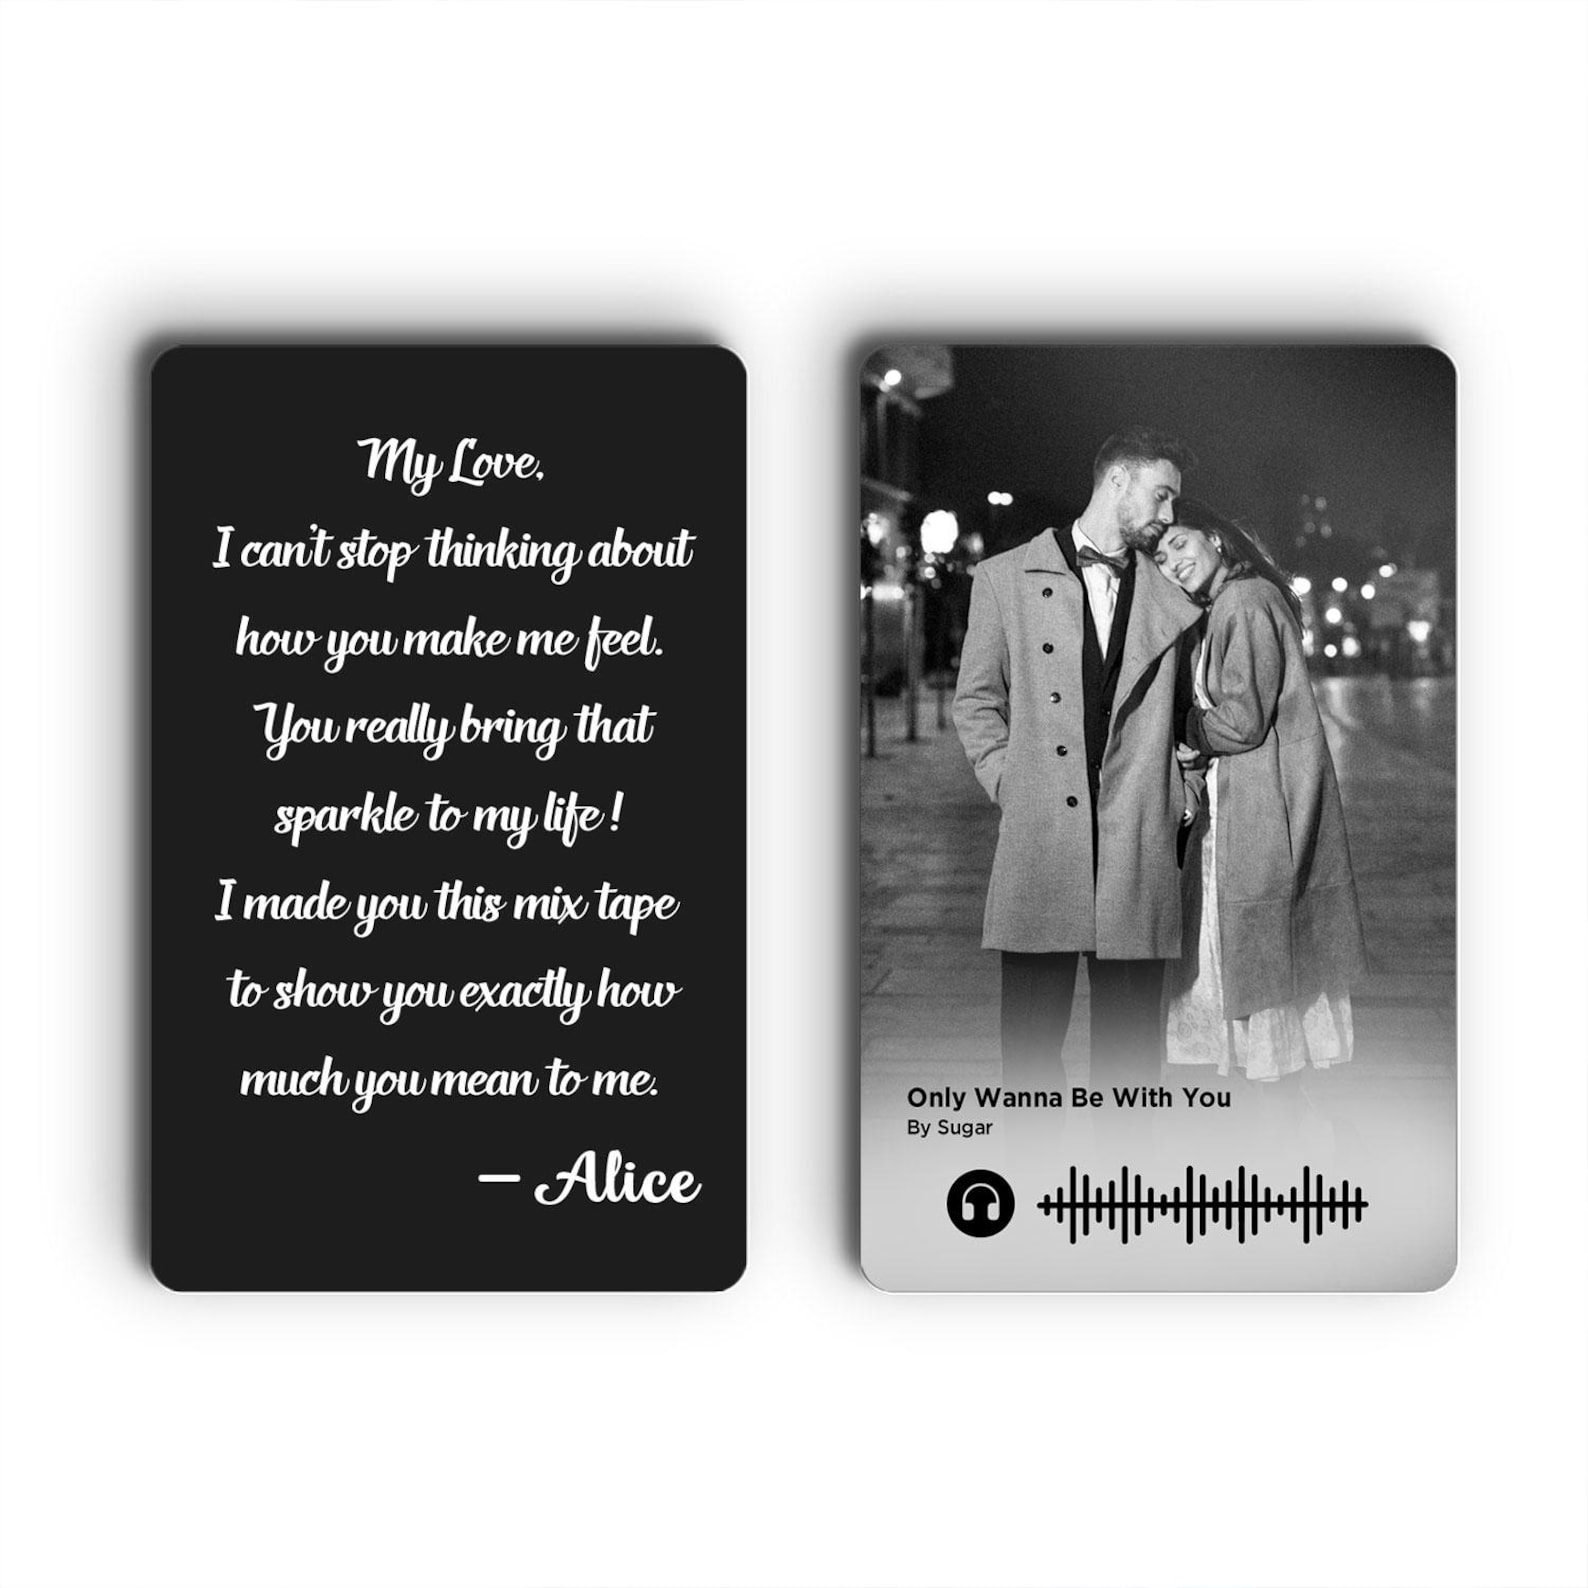 My Love,
I can't stop thinking about
how you make me feel.
You really bring that
sparkle to my life!
I made you this mix tape
to show you exactly how
much you mean to me.
– Alice
Only Wanna Be With You
By Sugar